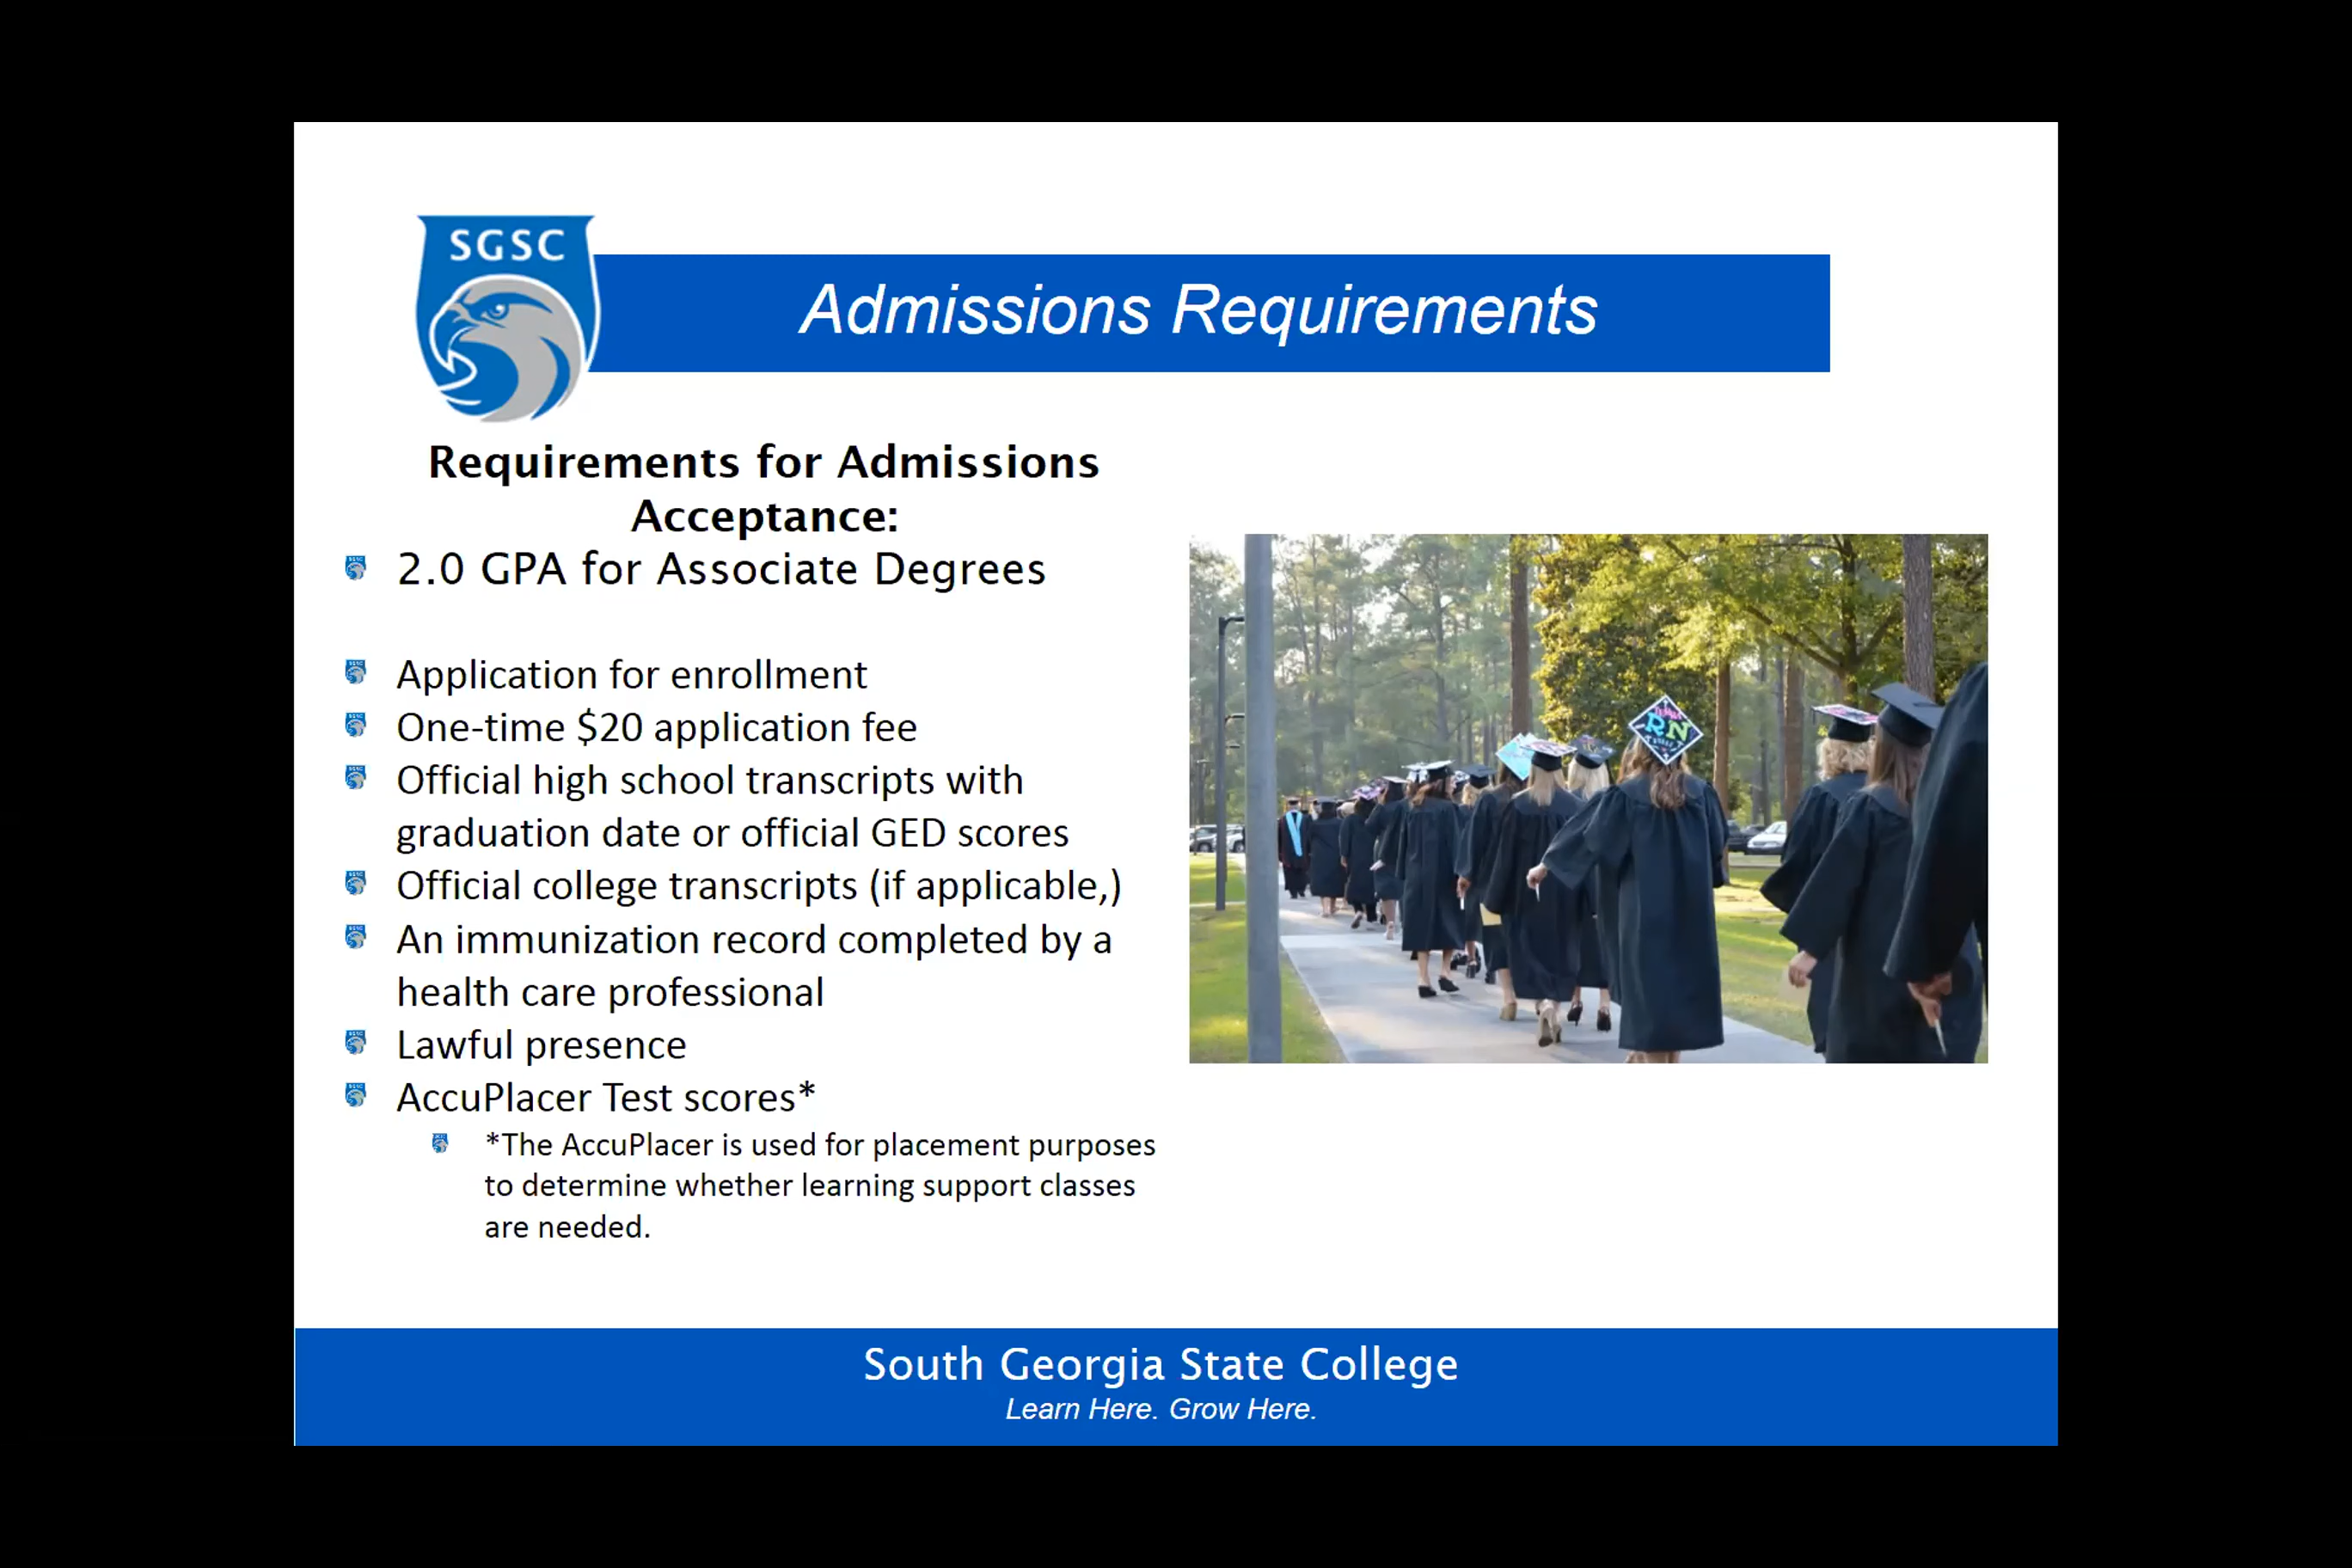 SGSC
Admissions Requirements
Requirements for Admissions
Acceptance:
2.0 GPA for Associate Degrees
Application for enrollment
One-time $20 application fee
Official high school transcripts with
graduation date or official GED scores
Official college transcripts (if applicable,)
An immunization record completed by a
health care professional
Lawful presence
AccuPlacer Test scores*
*The AccuPlacer is used for placement purposes
to determine whether learning support classes
are needed.
RN
South Georgia State College
Learn Here. Grow Here.